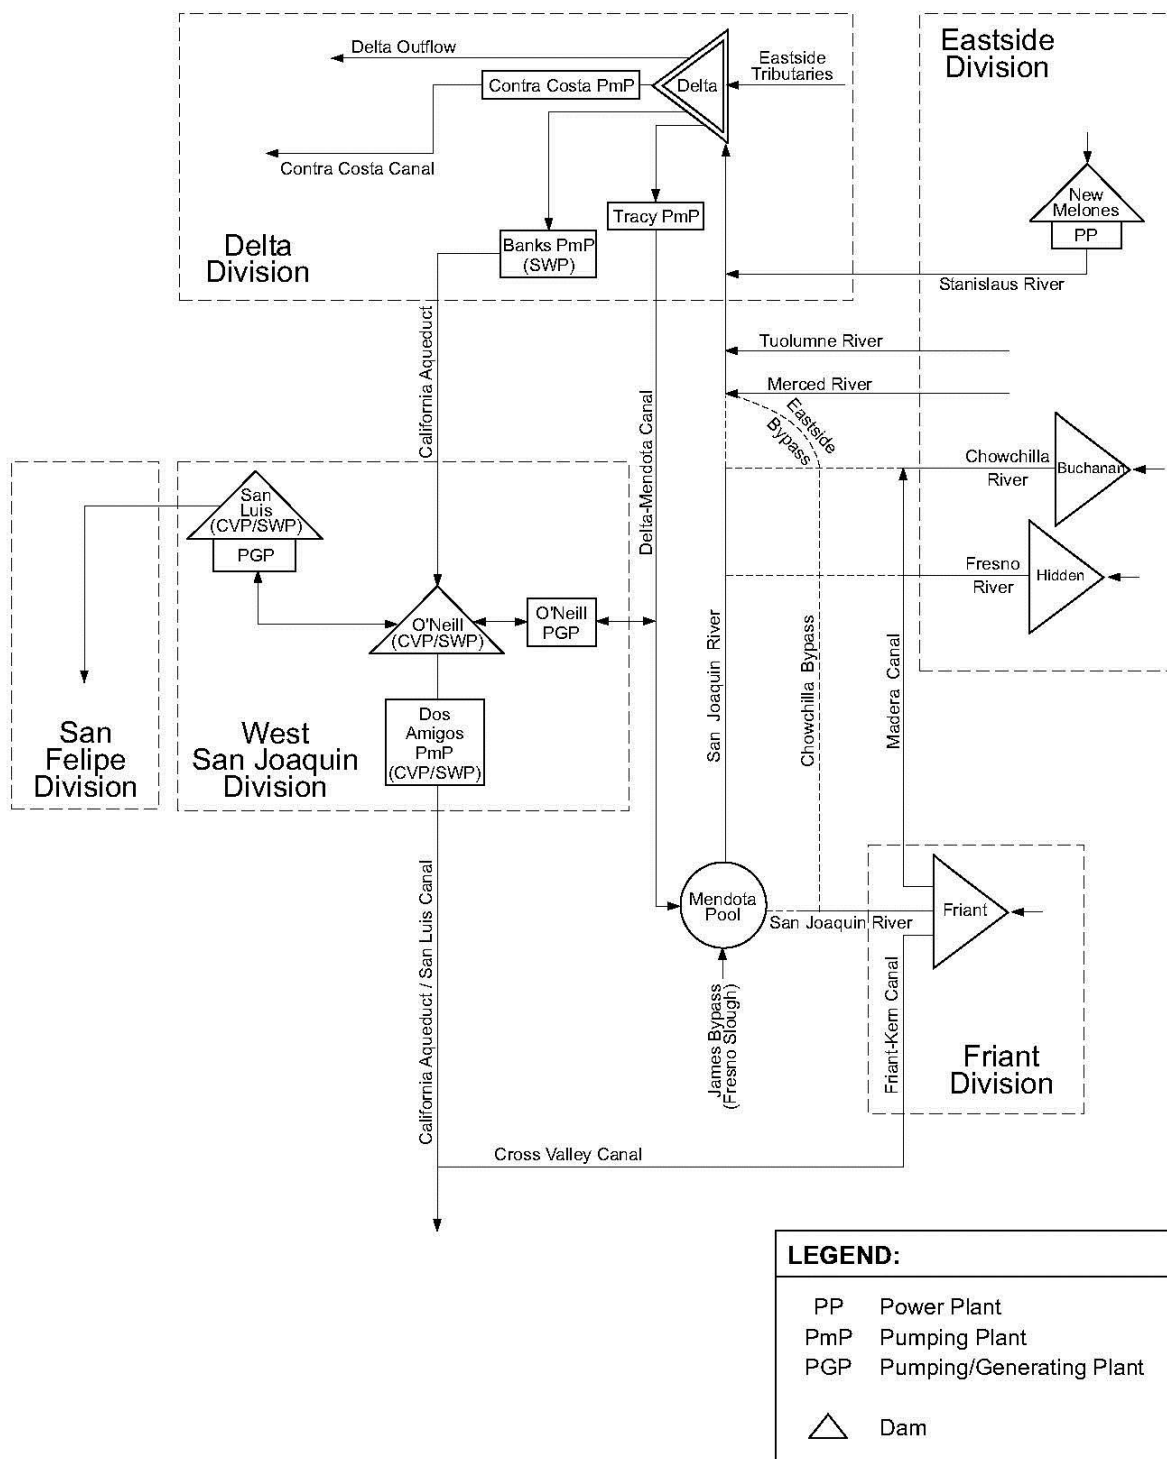 Delta Outflow
Contra Costa PmP
Delta
Eastside
Tributaries
Eastside
Division
Contra Costa Canal
New
Melones
PP
Tracy PmP
Banks PmP
(SWP)
Delta
Division
Stanislaus River
California Aqueduct
Tuolumne River
Merced River
Delta-Mendota Canal
Eastside
Bypass
Chowchilla
River
Buchanan
San
Luis
(CVP/SWP)
PGP
Fresno
River
Hidden
O'Neill
(CVP/SWP)
O'Neill
PGP
San Joaquin River
Chowchilla Bypass
Madera Canal
Dos
Amigos
PmP
(CVP/SWP)
San
Felipe
Division
West
San Joaquin
Division
California Aqueduct / San Luis Canal
Mendota
Pool
San Joaquin River
Friant
James Bypass
(Fresno Slough)
Friant-Kern Canal
Friant
Division
Cross Valley Canal
LEGEND:
PP Power Plant
PmP Pumping Plant
PGP Pumping/Generating Plant
Dam